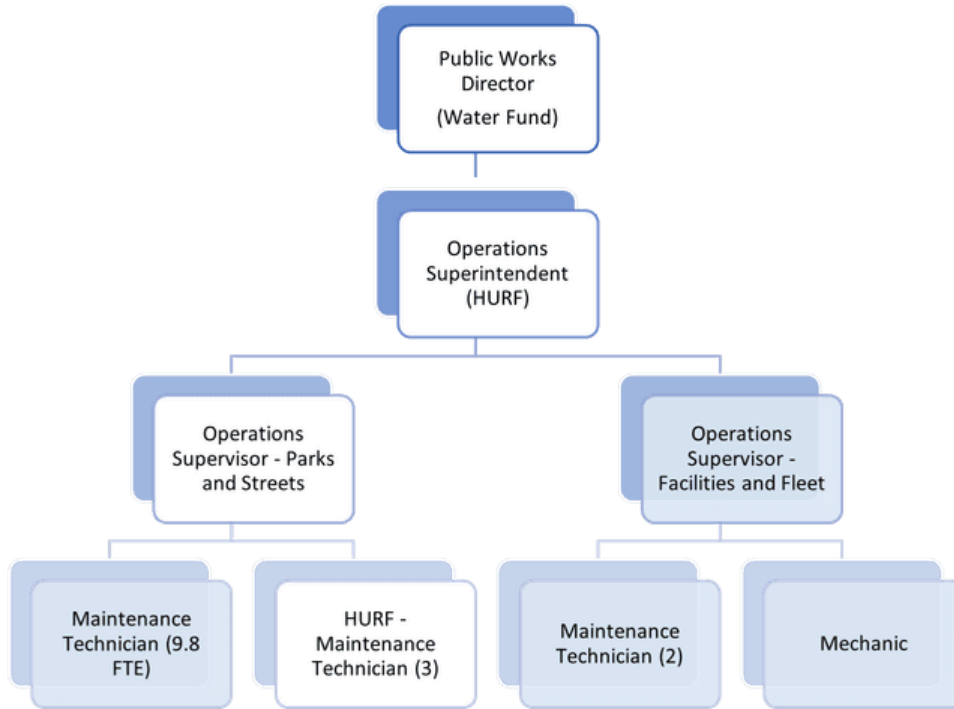 Public Works
Director
(Water Fund)
Operations
Superintendent
(HURF)
Operations
Supervisor - Parks
and Streets
Operations
Supervisor -
Facilities and Fleet
Maintenance
Technician (9.8
FTE)
HURF -
Maintenance
Technician (3)
Maintenance
Technician (2)
Mechanic